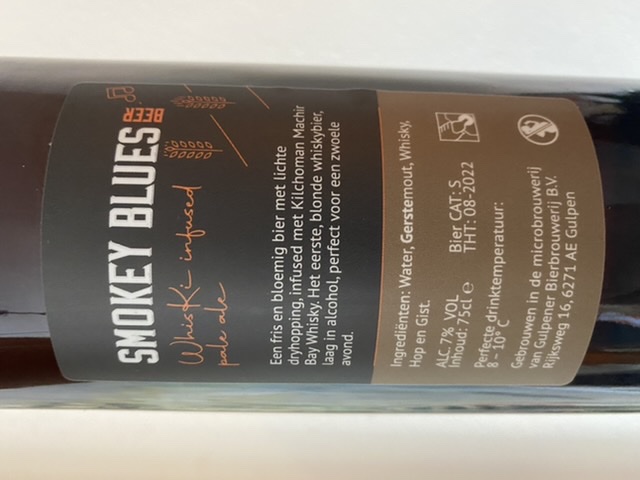 SMOKEY BLUES
BEER
WhisKi infused
pale ale
Een fris en bloemig bier met lichte
dryhopping, infused met Kilchoman Machir
Bay Whisky. Het eerste, blonde whiskybier,
laag in alcohol, perfect voor een zwoele
avond.
Ingrediënten: Water, Gerstemout, Whisky,
Hop en Gist.
ALC. 7% VOL Bier CAT: S
Inhoud: 75cl e THT: 08-2022
Perfecte drinktemperatuur:
8 - 10° C
Gebrouwen in de microbrouwerij
van Gulpener Bierbrouwerij B.V.
Rijksweg 16, 6271 AE Gulpen